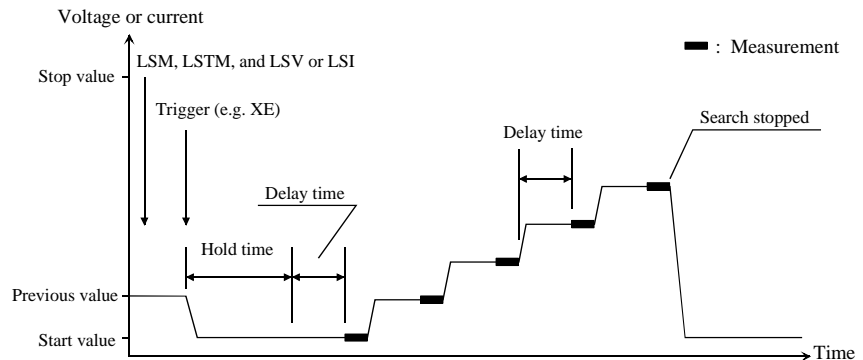 Voltage or current
: Measurement
LSM, LSTM, and LSV or LSI
Stop value
Trigger (e.g. XE)
Search stopped
Delay time
Delay time
Hold time
Previous value
Start value
Time